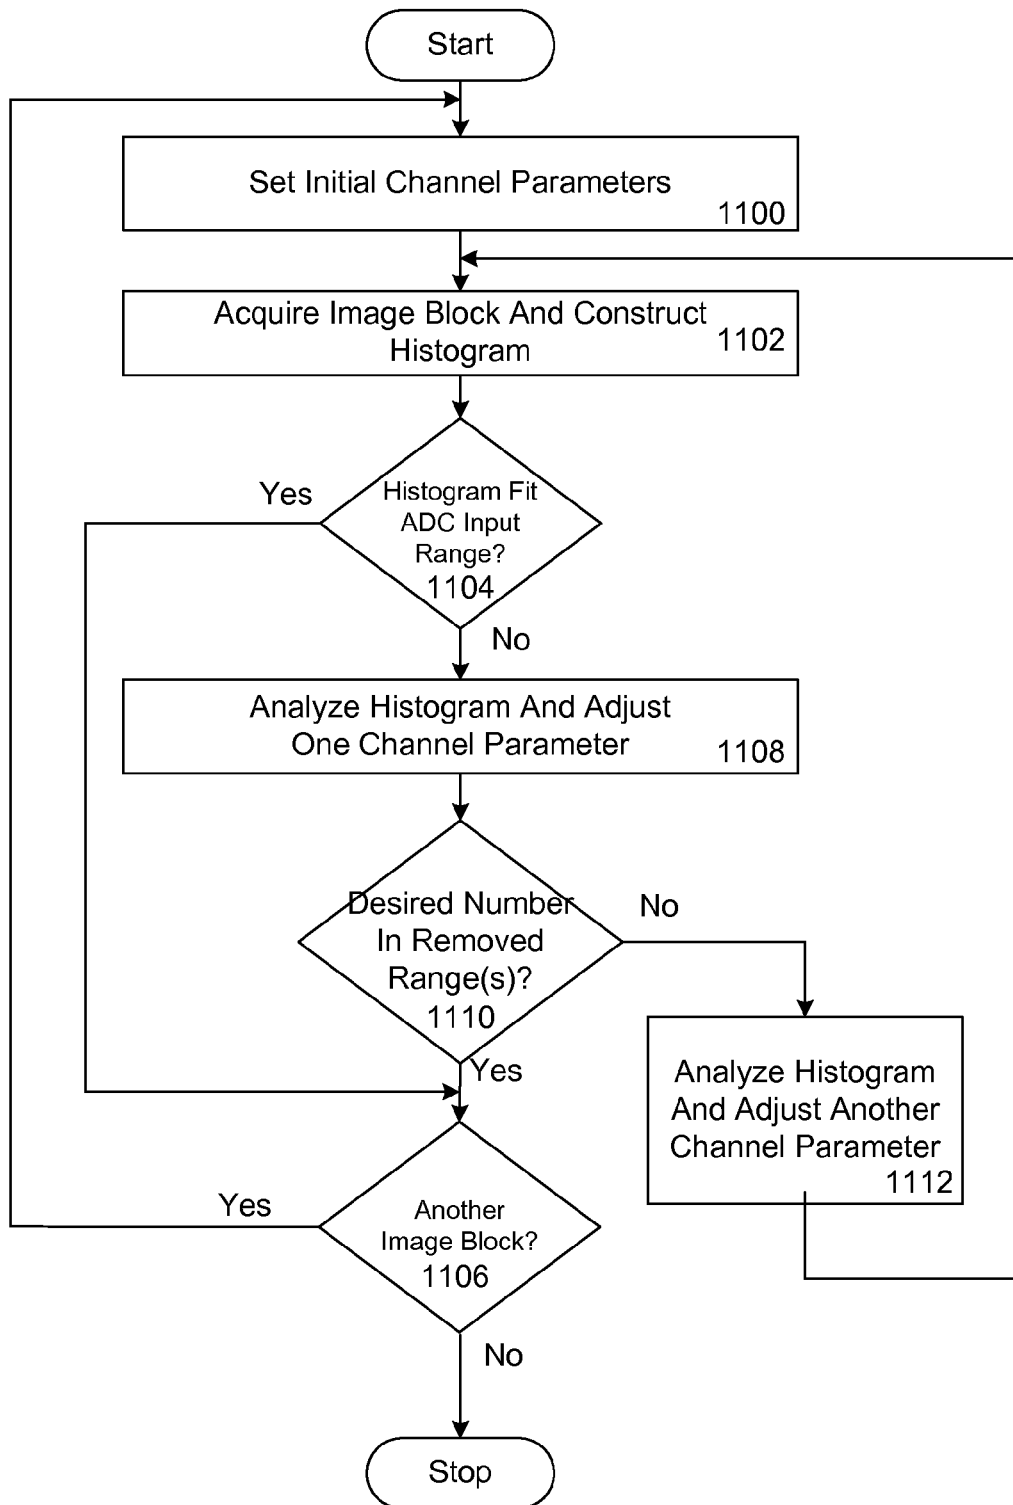 Start
Set Initial Channel Parameters
1100
Acquire Image Block And Construct
Histogram
1102
Yes
Histogram Fit
ADC Input
Range?
1104
No
Analyze Histogram And Adjust
One Channel Parameter
1108
Desired Number
In Removed
Range(s)?
1110
No
Yes
Analyze Histogram
And Adjust Another
Channel Parameter
1112
Yes
Another
Image Block?
1106
No
Stop